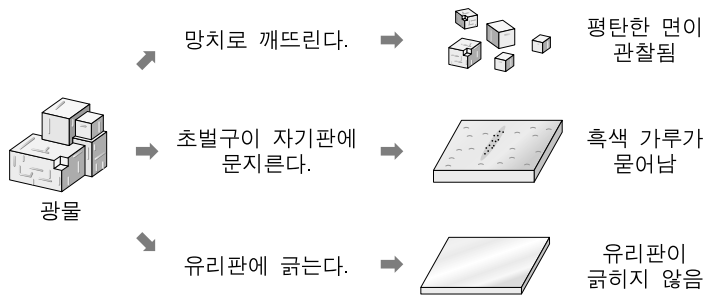 망치로 깨뜨린다.
평탄한 면이
관찰됨
광물
초벌구이 자기판에
문지른다.
흑색 가루가
묻어남
유리판에 긁는다.
유리판이
긁히지 않음